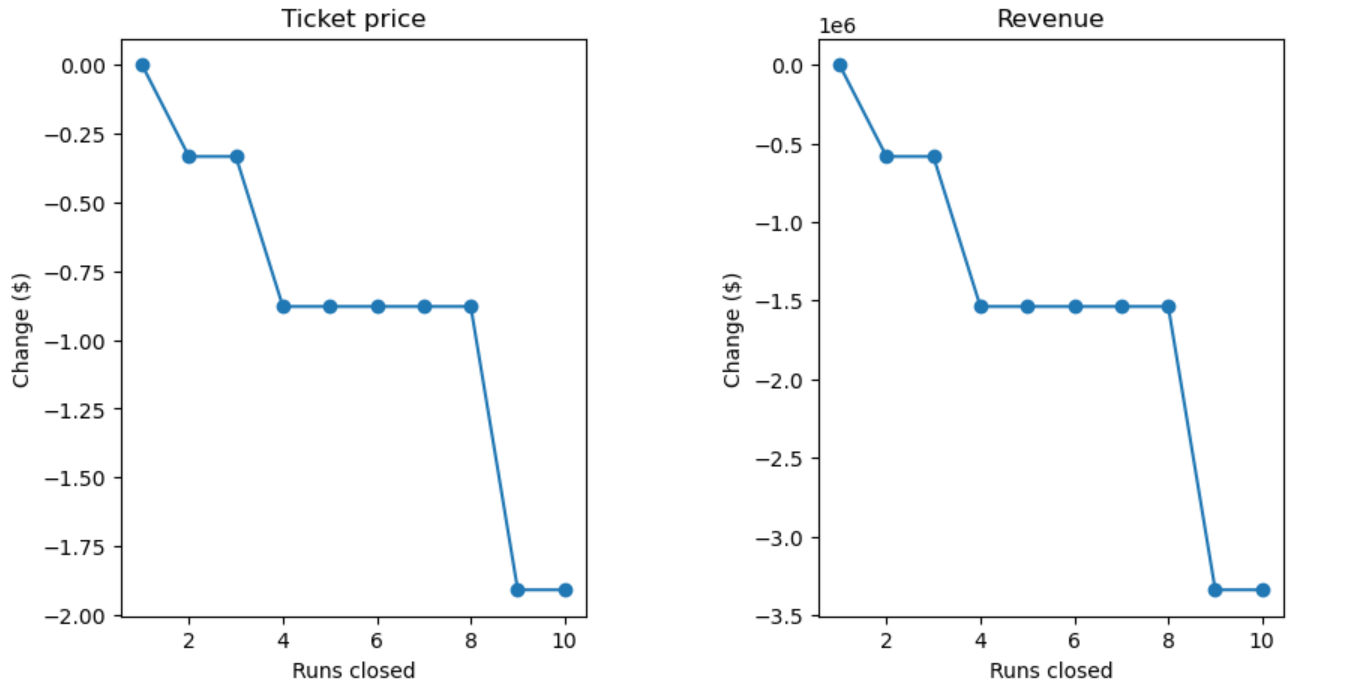 Ticket price
0.00
−0.25
−0.50
−0.75
−1.00
−1.25
−1.50
−1.75
−2.00
Change ($)
2 4 6 8 10
Runs closed
Revenue
1e6
0.0
−0.5
−1.0
−1.5
−2.0
−2.5
−3.0
−3.5
Change ($)
2 4 6 8 10
Runs closed